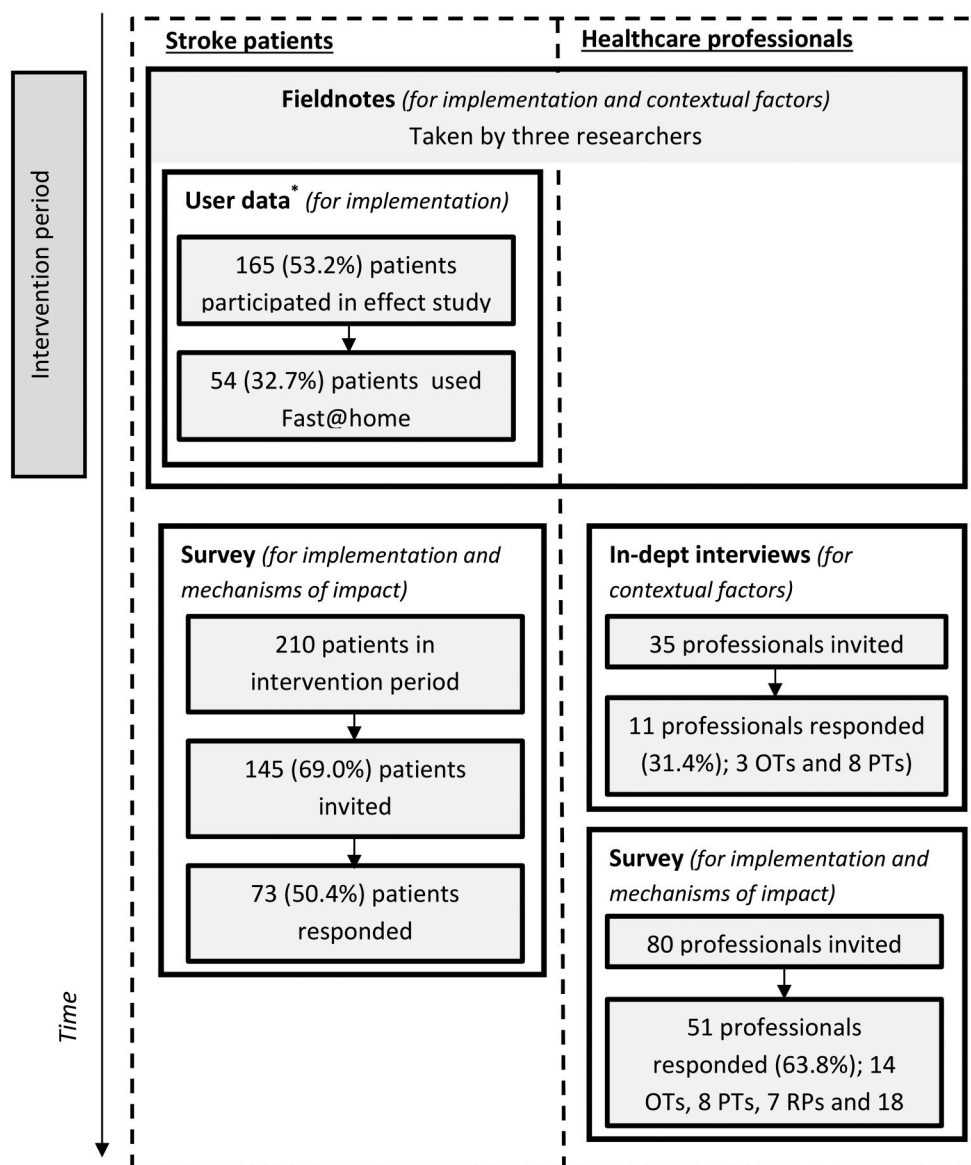 Stroke patients
Healthcare professionals
Intervention period
Fieldnotes (for implementation and contextual factors)
Taken by three researchers
User data* (for implementation)
165 (53.2%) patients
participated in effect study
54 (32.7%) patients used
Fast@home
Survey (for implementation and
mechanisms of impact)
210 patients in
intervention period
145 (69.0%) patients
invited
73 (50.4%) patients
responded
In-dept interviews (for
contextual factors)
35 professionals invited
11 professionals responded
(31.4%; 3 OTs and 8 PTs)
Survey (for implementation and
mechanisms of impact)
80 professionals invited
51 professionals
responded (63.8%); 14
OTs, 8 PTs, 7 RPs and 18
Time